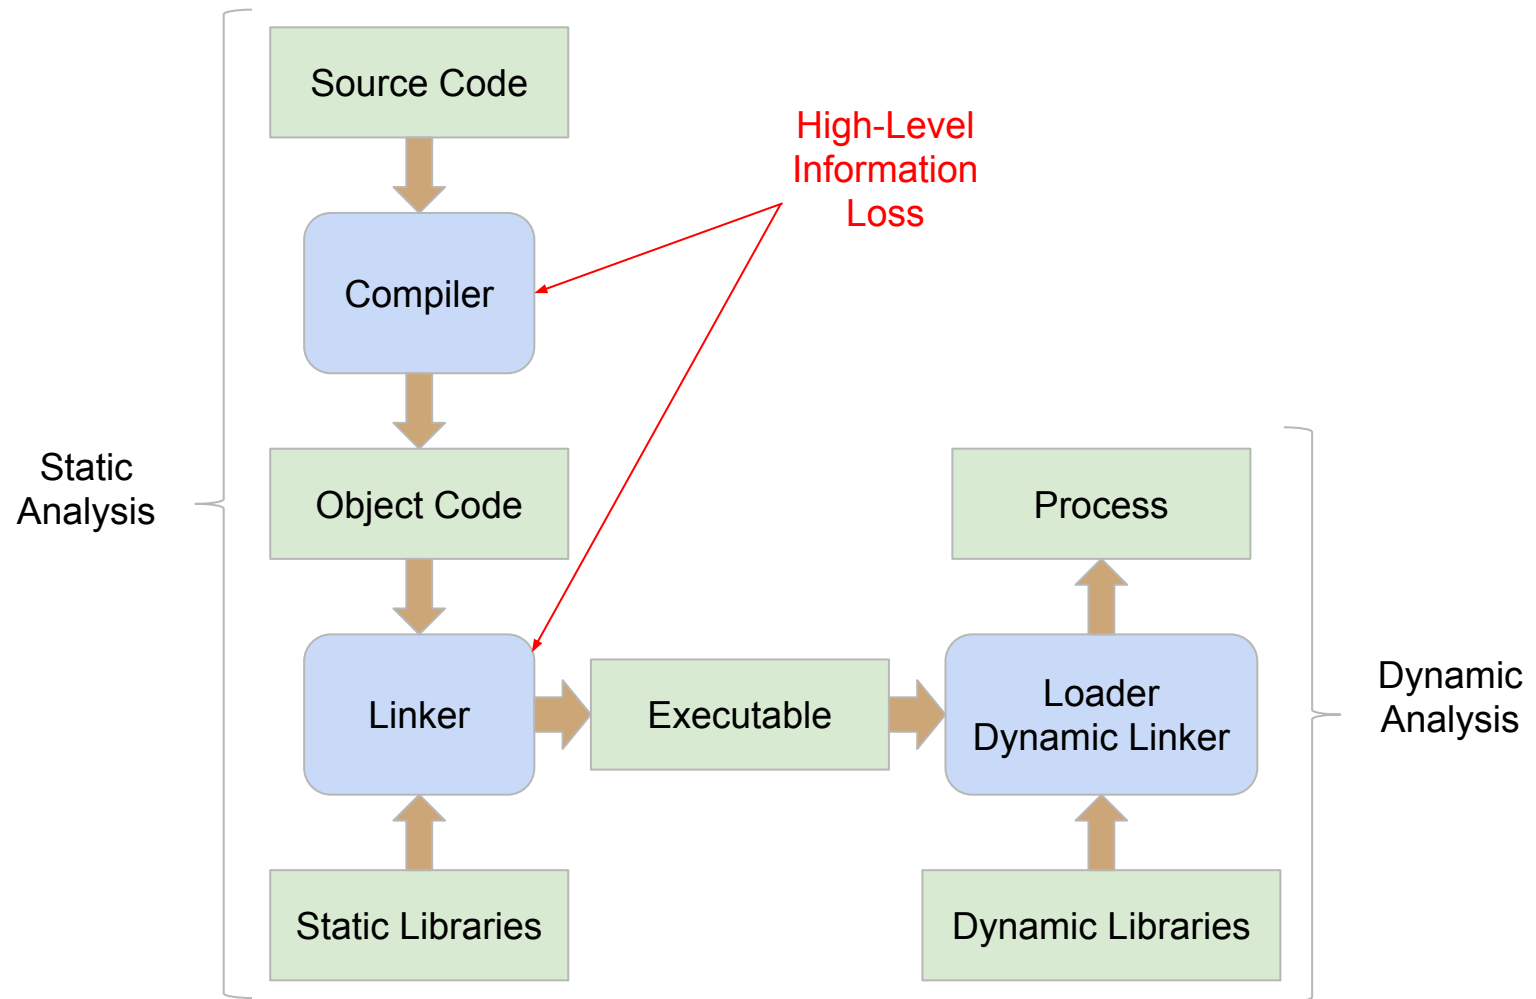 Source Code
High-Level
Information
Loss
Compiler
Static
Analysis
Object Code
Process
Linker
Executable
Loader
Dynamic Linker
Dynamic
Analysis
Static Libraries
Dynamic Libraries